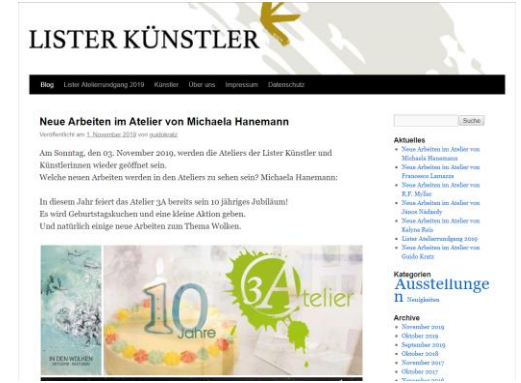 LISTER KÜNSTLER
Blog Lister Atelierrundgang 2019 Künstler Über uns Impressum Datenschutz
Neue Arbeiten im Atelier von Michaela Hanemann
Veröffentlicht am 1. November 2019 von guidokratz
Am Sonntag, den 03. November 2019, werden die Ateliers der Lister Künstler und
Künstlerinnen wieder geöffnet sein.
Welche neuen Arbeiten werden in den Ateliers zu sehen sein? Michaela Hanemann:
In diesem Jahr feiert das Atelier 3A bereits sein 10 jähriges Jubiläum!
Es wird Geburtstagskuchen und eine kleine Aktion geben.
Und natürlich einige neue Arbeiten zum Thema Wolken.
IN DEN WOLKEN
10
Jahre
3Atelier
Suche
Aktuelles
Neue Arbeiten im Atelier von
Michaela Hanemann
Neue Arbeiten im Atelier von
Francesco Lamazza
Neue Arbeiten im Atelier von
R.F. Myller
Neue Arbeiten im Atelier von
János Nádasdy
Neue Arbeiten im Atelier von
Kalyna Reis
Lister Atelierrundgang 2019
Neue Arbeiten im Atelier von
Guido Kratz
Kategorien
Ausstellunge
n Neuigkeiten
Archive
November 2019
Oktober 2019
September 2019
Oktober 2018
November 2017
Oktober 2017
November 2016